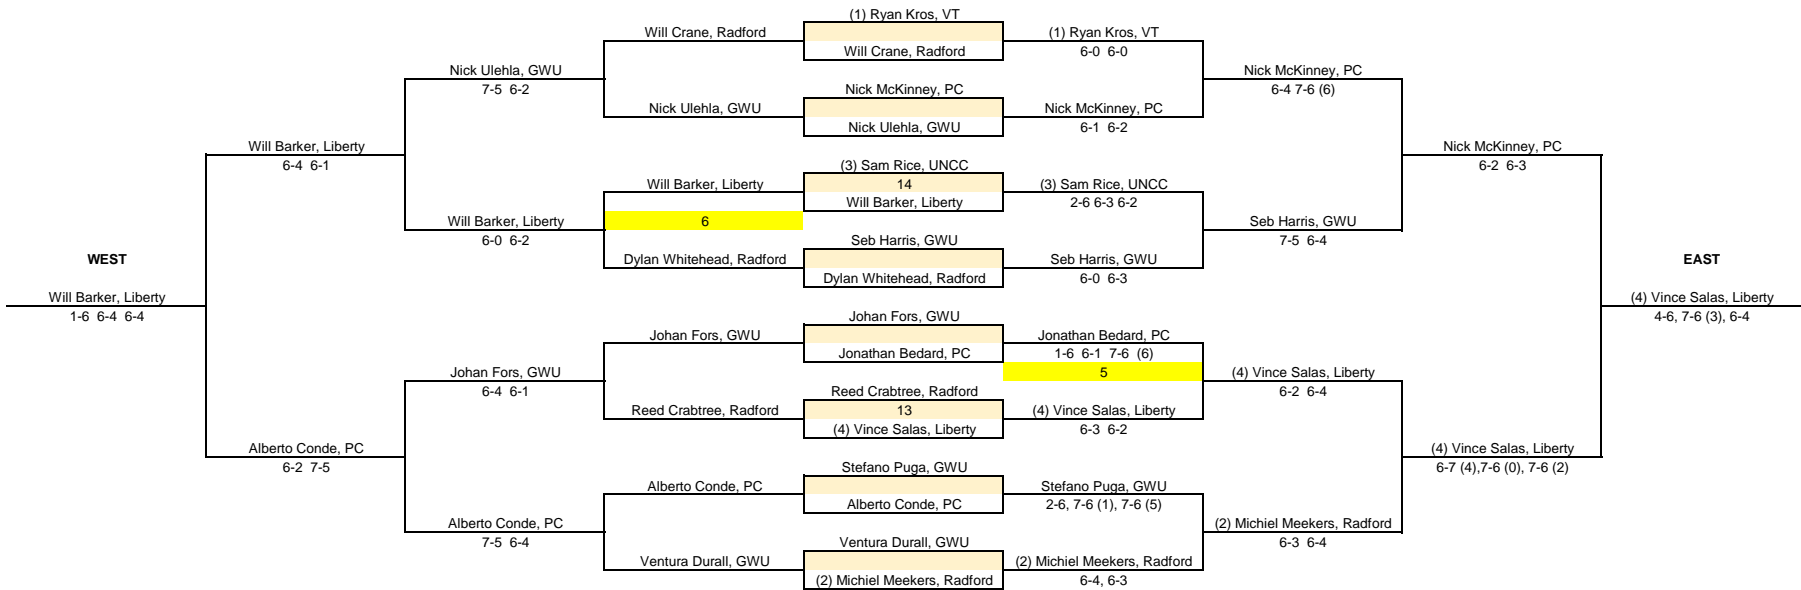 (1) Ryan Kros, VT
Will Crane, Radford
(1) Ryan Kros, VT
Will Crane, Radford
6-0 6-0
Nick Ulehla, GWU
Nick McKinney, PC
7-5 6-2
Nick McKinney, PC
6-4 7-6 (6)
Nick Ulehla, GWU
Nick McKinney, PC
Nick Ulehla, GWU
6-1 6-2
Will Barker, Liberty
Nick McKinney, PC
6-4 6-1
(3) Sam Rice, UNCC
6-2 6-3
Will Barker, Liberty
14
(3) Sam Rice, UNCC
Will Barker, Liberty
2-6 6-3 6-2
Will Barker, Liberty
6
Seb Harris, GWU
6-0 6-2
Seb Harris, GWU
7-5 6-4
WEST
Dylan Whitehead, Radford
Seb Harris, GWU
EAST
Dylan Whitehead, Radford
6-0 6-3
Will Barker, Liberty
(4) Vince Salas, Liberty
1-6 6-4 6-4
Johan Fors, GWU
4-6, 7-6 (3), 6-4
Johan Fors, GWU
Jonathan Bedard, PC
Jonathan Bedard, PC
1-6 6-1 7-6 (6)
Johan Fors, GWU
5
(4) Vince Salas, Liberty
6-4 6-1
Reed Crabtree, Radford
6-2 6-4
Reed Crabtree, Radford
13
(4) Vince Salas, Liberty
(4) Vince Salas, Liberty
6-3 6-2
Alberto Conde, PC
(4) Vince Salas, Liberty
6-2 7-5
Stefano Puga, GWU
6-7 (4),7-6 (0), 7-6 (2)
Alberto Conde, PC
Stefano Puga, GWU
Alberto Conde, PC
2-6, 7-6 (1), 7-6 (5)
Alberto Conde, PC
(2) Michiel Meekers, Radford
7-5 6-4
Ventura Durall, GWU
6-3 6-4
Ventura Durall, GWU
(2) Michiel Meekers, Radford
(2) Michiel Meekers, Radford
6-4, 6-3